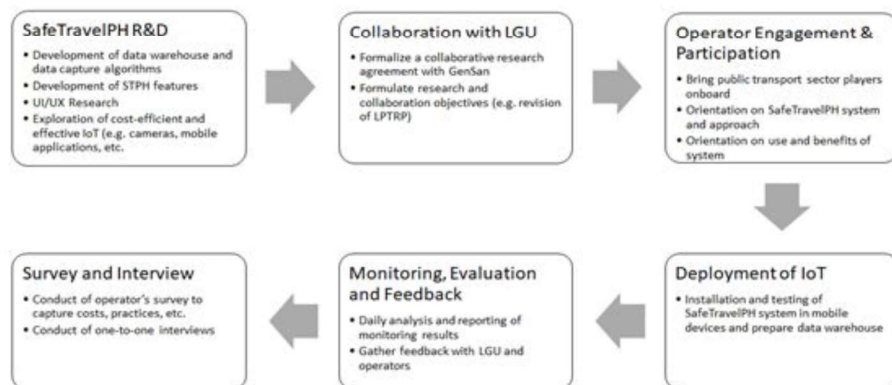 SafeTravelPH R&D
• Development of data warehouse and
data capture algorithms
• Development of STPH features
• UI/UX Research
• Exploration of cost-efficient and
effective IoT (e.g. cameras, mobile
applications, etc.
Collaboration with LGU
• Formalize a collaborative research
agreement with GenSan
• Formulate research and
collaboration objectives (e.g. revision
of LPTRP)
Operator Engagement &
Participation
• Bring public transport sector players
onboard
• Orientation on SafeTravelPH system
and approach
• Orientation on use and benefits of
system
Deployment of IoT
• Installation and testing of
SafeTravelPH system in mobile
devices and prepare data warehouse
Monitoring, Evaluation
and Feedback
• Daily analysis and reporting of
monitoring results
• Gather feedback with LGU and
operators
Survey and Interview
• Conduct of operator's survey to
capture costs, practices, etc.
• Conduct of one-to-one interviews